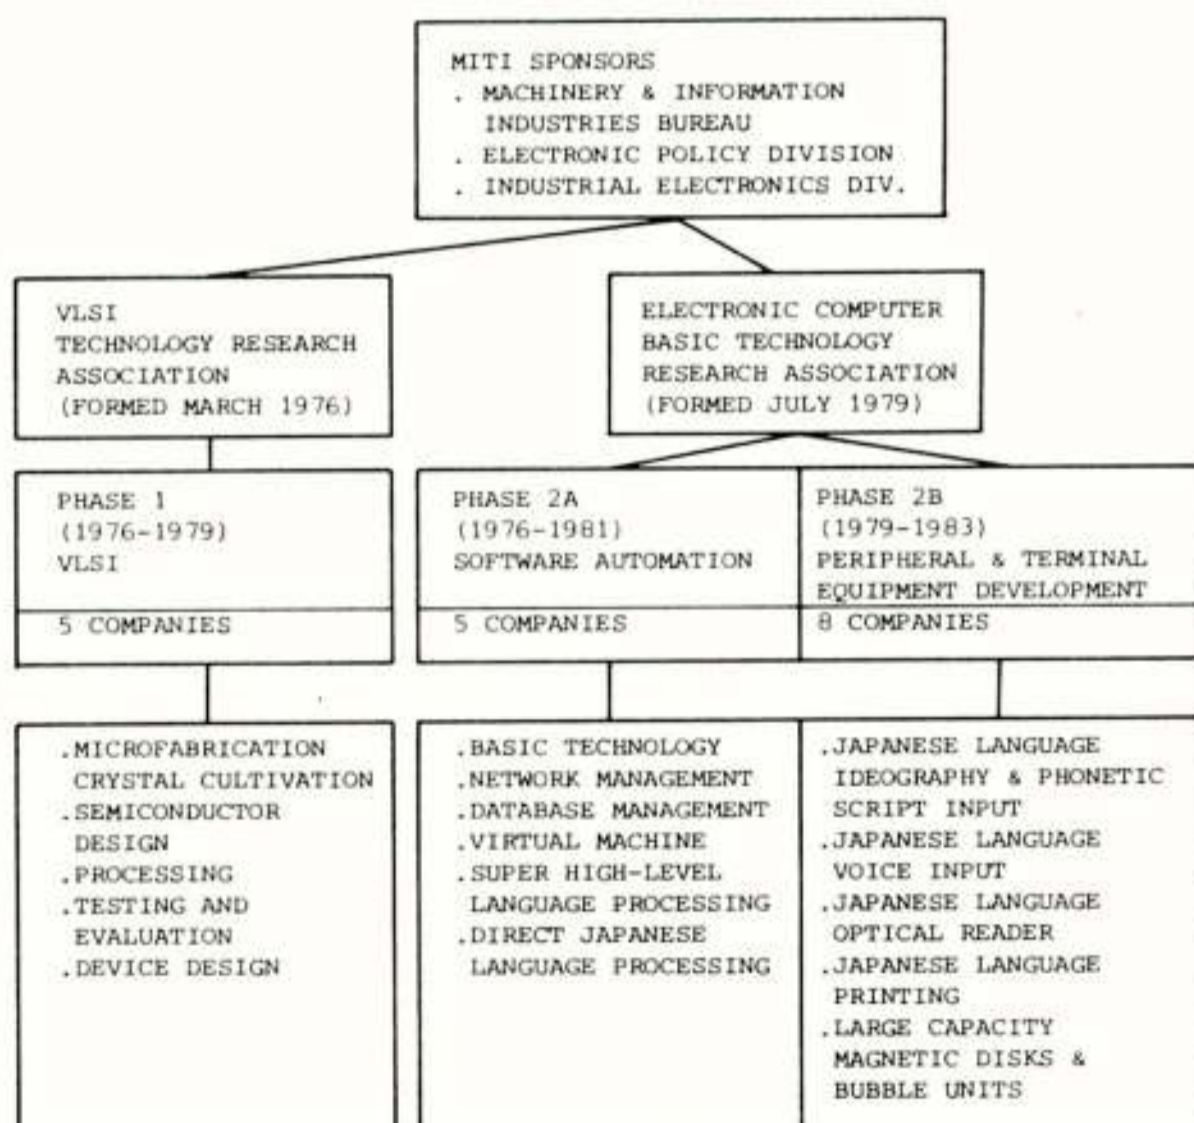 MITI SPONSORS
. MACHINERY & INFORMATION
INDUSTRIES BUREAU
. ELECTRONIC POLICY DIVISION
. INDUSTRIAL ELECTRONICS DIV.
VLSI
TECHNOLOGY RESEARCH
ASSOCIATION
(FORMED MARCH 1976)
ELECTRONIC COMPUTER
BASIC TECHNOLOGY
RESEARCH ASSOCIATION
(FORMED JULY 1979)
PHASE 1
(1976-1979)
VLSI
5 COMPANIES
PHASE 2A
(1976-1981)
SOFTWARE AUTOMATION
5 COMPANIES
PHASE 2B
(1979-1983)
PERIPHERAL & TERMINAL
EQUIPMENT DEVELOPMENT
8 COMPANIES
.MICROFABRICATION
CRYSTAL CULTIVATION
.SEMICONDUCTOR
DESIGN
.PROCESSING
.TESTING AND
EVALUATION
.DEVICE DESIGN
.BASIC TECHNOLOGY
.NETWORK MANAGEMENT
.DATABASE MANAGEMENT
.VIRTUAL MACHINE
.SUPER HIGH-LEVEL
LANGUAGE PROCESSING
.DIRECT JAPANESE
LANGUAGE PROCESSING
.JAPANESE LANGUAGE
IDEOGRAPHY & PHONETIC
SCRIPT INPUT
.JAPANESE LANGUAGE
VOICE INPUT
.JAPANESE LANGUAGE
OPTICAL READER
.JAPANESE LANGUAGE
PRINTING
.LARGE CAPACITY
MAGNETIC DISKS &
BUBBLE UNITS